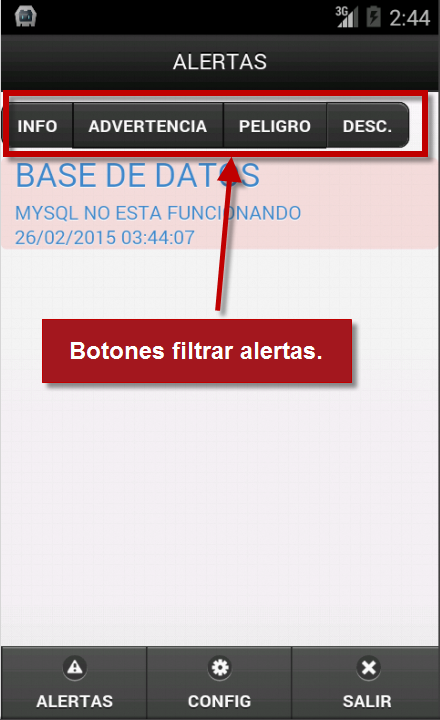 3G 2:44
ALERTAS
INFO ADVERTENCIA PELIGRO DESC.
BASE DE DATOS
MYSQL NO ESTA FUNCIONANDO
26/02/2015 03:44:07
Botones filtrar alertas.
ALERTAS CONFIG SALIR